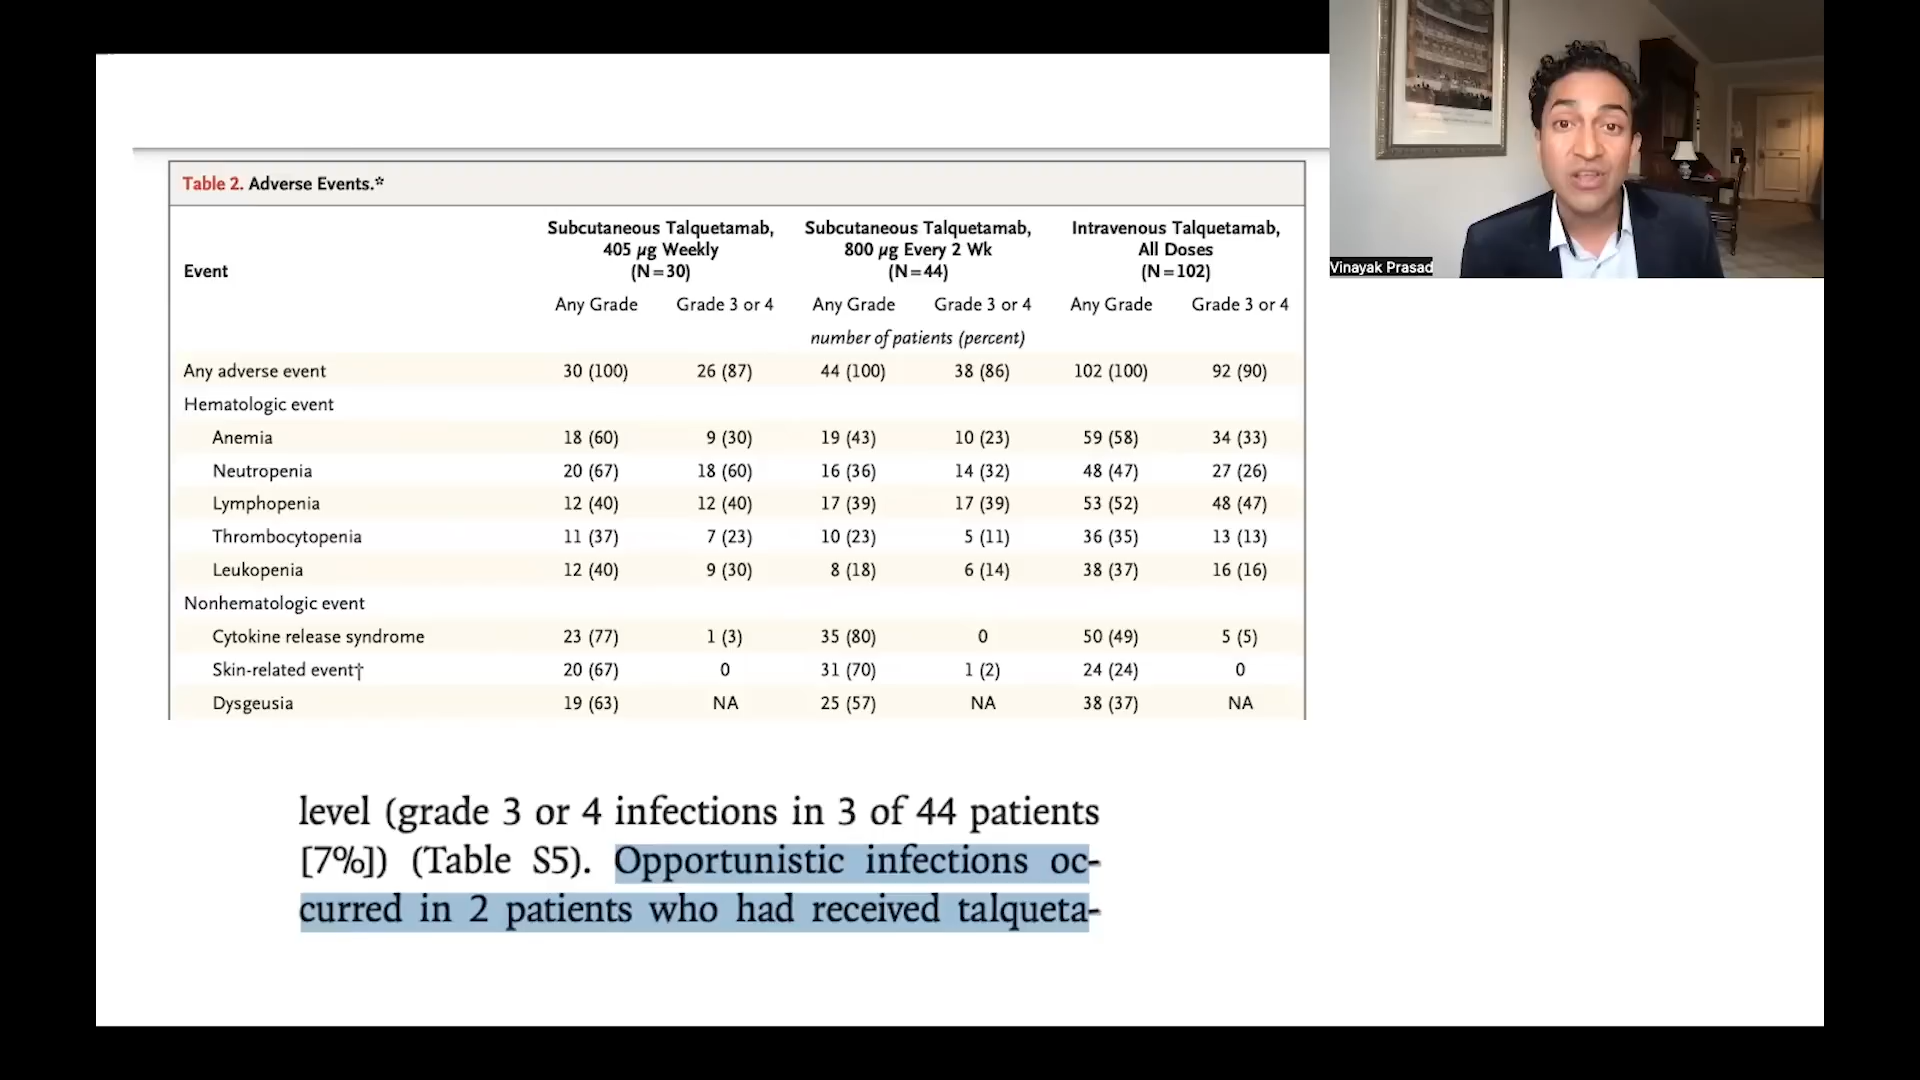 Table 2. Adverse Events.*
Subcutaneous Talquetamab, Subcutaneous Talquetamab, Intravenous Talquetamab,
405 μg Weekly 800 μg Every 2 Wk All Doses
Event (N=30) (N=44) (N=102)
Any Grade Grade 3 or 4 Any Grade Grade 3 or 4 Any Grade Grade 3 or 4
number of patients (percent)
Any adverse event 30 (100) 26 (87) 44 (100) 38 (86) 102 (100) 92 (90)
Hematologic event
Anemia 18 (60) 9 (30) 19 (43) 10 (23) 59 (58) 34 (33)
Neutropenia 20 (67) 18 (60) 16 (36) 14 (32) 48 (47) 27 (26)
Lymphopenia 12 (40) 12 (40) 17 (39) 17 (39) 53 (52) 48 (47)
Thrombocytopenia 11 (37) 7 (23) 10 (23) 5 (11) 36 (35) 13 (13)
Leukopenia 12 (40) 9 (30) 8 (18) 6 (14) 38 (37) 16 (16)
Nonhematologic event
Cytokine release syndrome 23 (77) 1 (3) 35 (80) 0 50 (49) 5 (5)
Skin-related event† 20 (67) 0 31 (70) 1 (2) 24 (24) 0
Dysgeusia 19 (63) NA 25 (57) NA 38 (37) NA
level (grade 3 or 4 infections in 3 of 44 patients
[7%]) (Table S5). Opportunistic infections oc-
curred in 2 patients who had received talqueta-
Vinayak Prasad